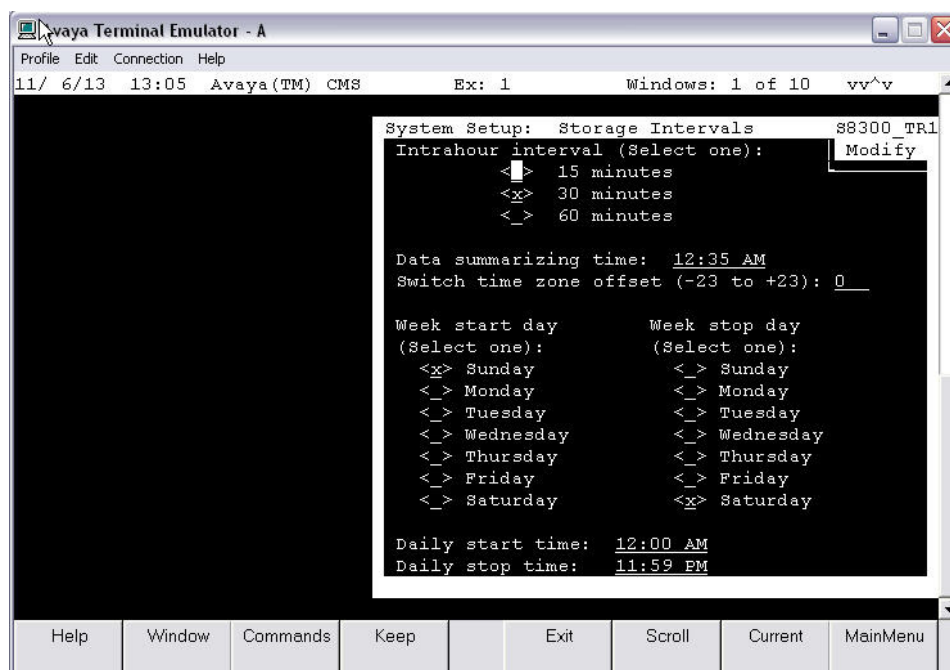 vaya Terminal Emulator - A
Profile Edit Connection Help
11/ 6/13 13:05 Avaya(TM) CMS Ex: 1 Windows: 1 of 10 vv^v
System Setup: Storage Intervals S8300_TR1
Intrahour interval (Select one): Modify
< > 15 minutes
<x> 30 minutes
<_> 60 minutes
Data summarizing time: 12:35 AM
Switch time zone offset (-23 to +23): 0
Week start day Week stop day
(Select one): (Select one):
<x> Sunday <_> Sunday
<_> Monday <_> Monday
<_> Tuesday <_> Tuesday
<_> Wednesday <_> Wednesday
<_> Thursday <_> Thursday
<_> Friday <_> Friday
<_> Saturday <x> Saturday
Daily start time: 12:00 AM
Daily stop time: 11:59 PM
Help Window Commands Keep Exit Scroll Current MainMenu